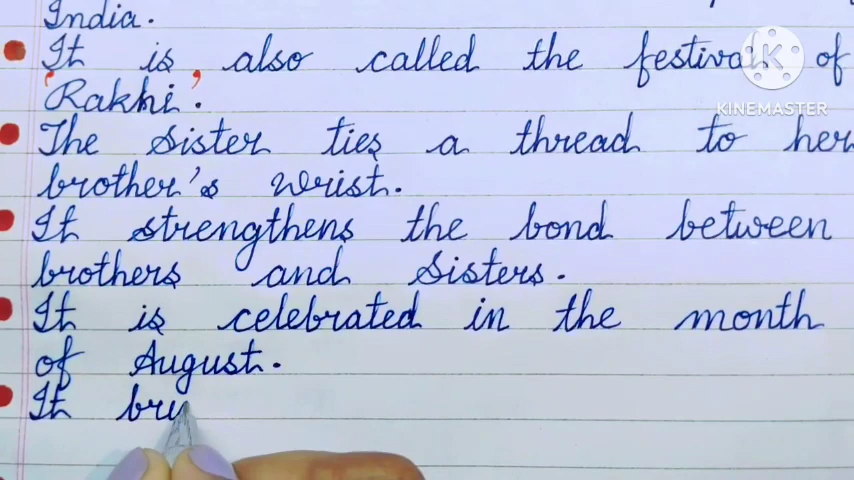 India.
It is also called the festival of
'Rakhi'.
The Sister ties a thread to her
brother's wrist.
It strengthens the bond between
brothers and Sisters.
It is celebrated in the month
of August.
It
KINEMASTER